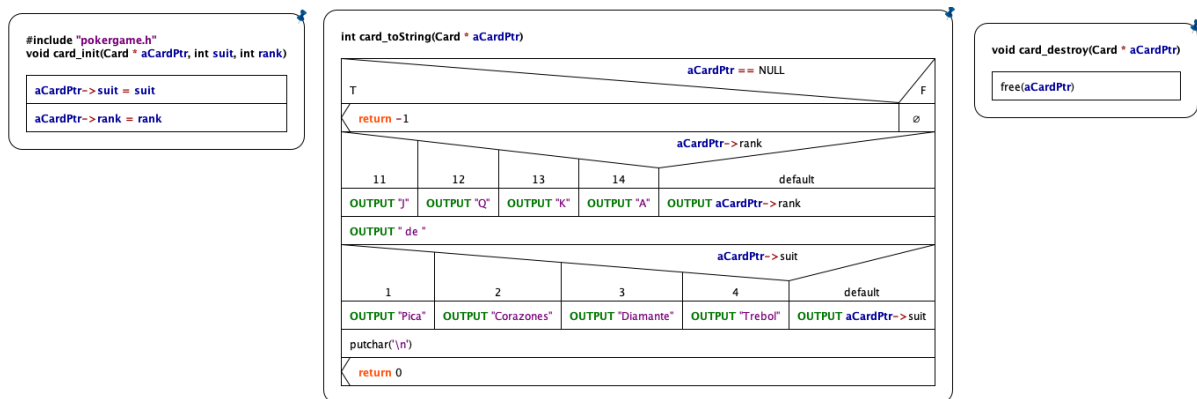 #include "pokergame.h"
void card_init(Card * aCardPtr, int suit, int rank)
aCardPtr->suit = suit
aCardPtr->rank = rank
int card_toString(Card * aCardPtr)
aCardPtr == NULL
T F
return -1 ∅
aCardPtr->rank
11 12 13 14 default
OUTPUT "J" OUTPUT "Q" OUTPUT "K" OUTPUT "A" OUTPUT aCardPtr->rank
OUTPUT " de "
aCardPtr->suit
1 2 3 4 default
OUTPUT "Pica" OUTPUT "Corazones" OUTPUT "Diamante" OUTPUT "Trebol" OUTPUT aCardPtr->suit
putchar('\n')
return 0
void card_destroy(Card * aCardPtr)
free(aCardPtr)